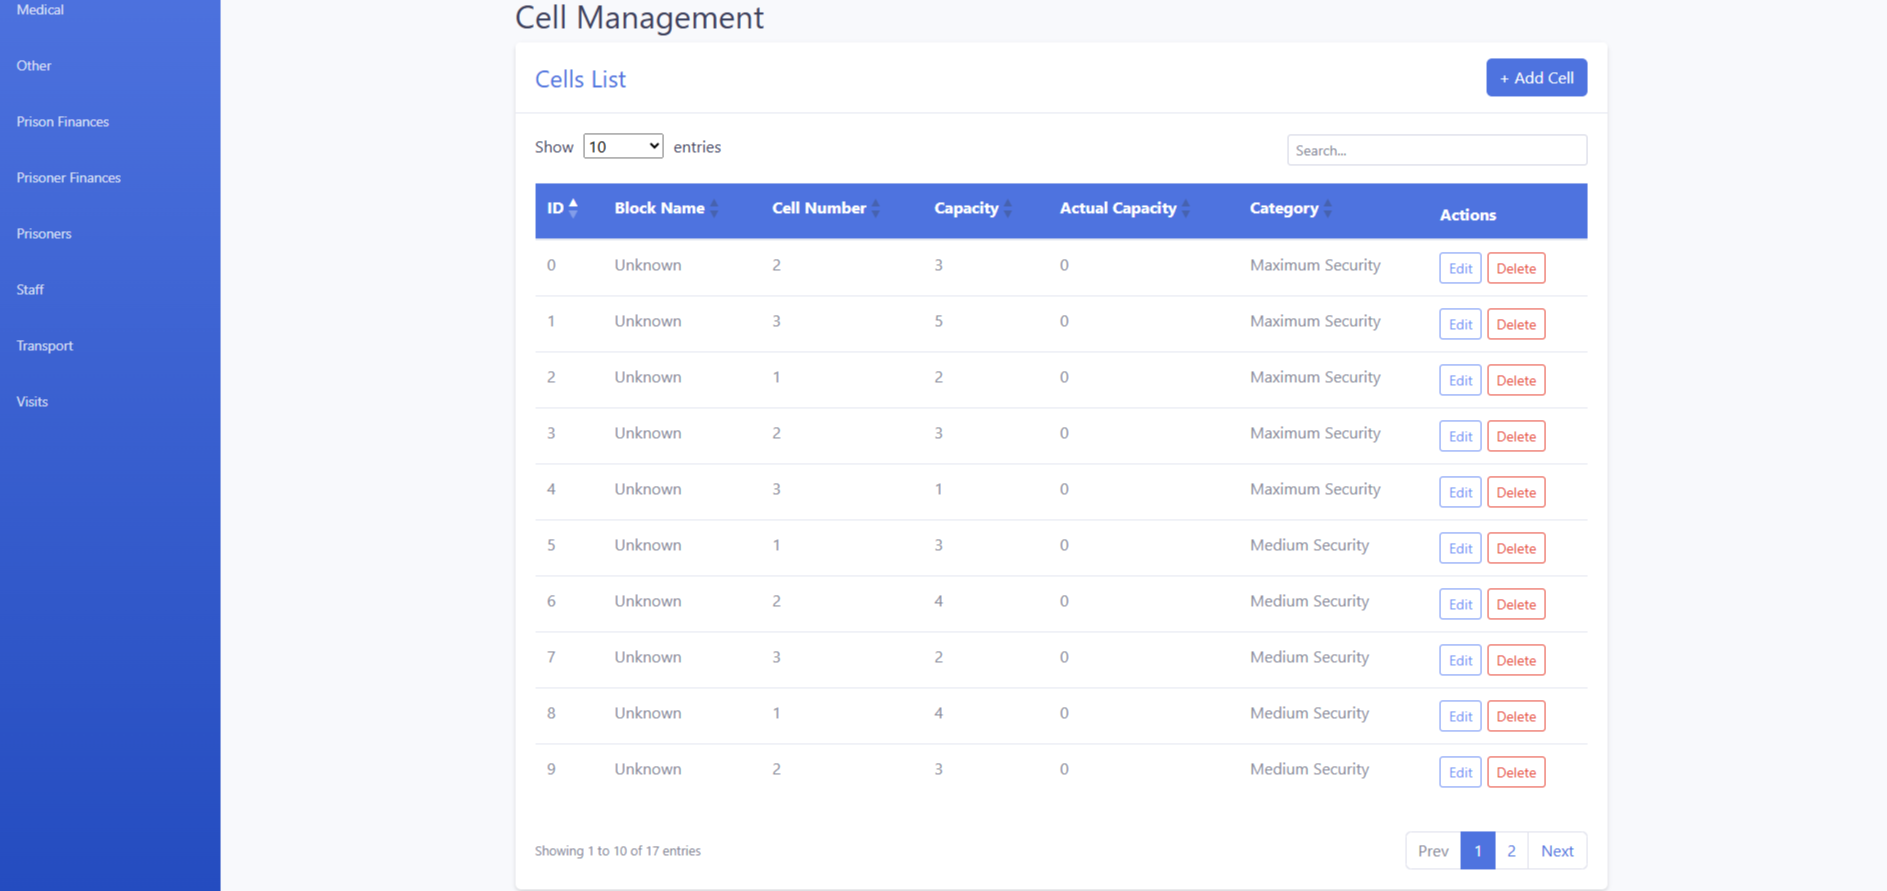 Medical
Other
Prison Finances
Prisoner Finances
Prisoners
Staff
Transport
Visits
Cell Management
Cells List
+ Add Cell
Show 10 entries
Search...
ID Block Name Cell Number Capacity Actual Capacity Category Actions
0 Unknown 2 3 0 Maximum Security Edit Delete
1 Unknown 3 5 0 Maximum Security Edit Delete
2 Unknown 1 2 0 Maximum Security Edit Delete
3 Unknown 2 3 0 Maximum Security Edit Delete
4 Unknown 3 1 0 Maximum Security Edit Delete
5 Unknown 1 3 0 Medium Security Edit Delete
6 Unknown 2 4 0 Medium Security Edit Delete
7 Unknown 3 2 0 Medium Security Edit Delete
8 Unknown 1 4 0 Medium Security Edit Delete
9 Unknown 2 3 0 Medium Security Edit Delete
Showing 1 to 10 of 17 entries
Prev 1 2 Next